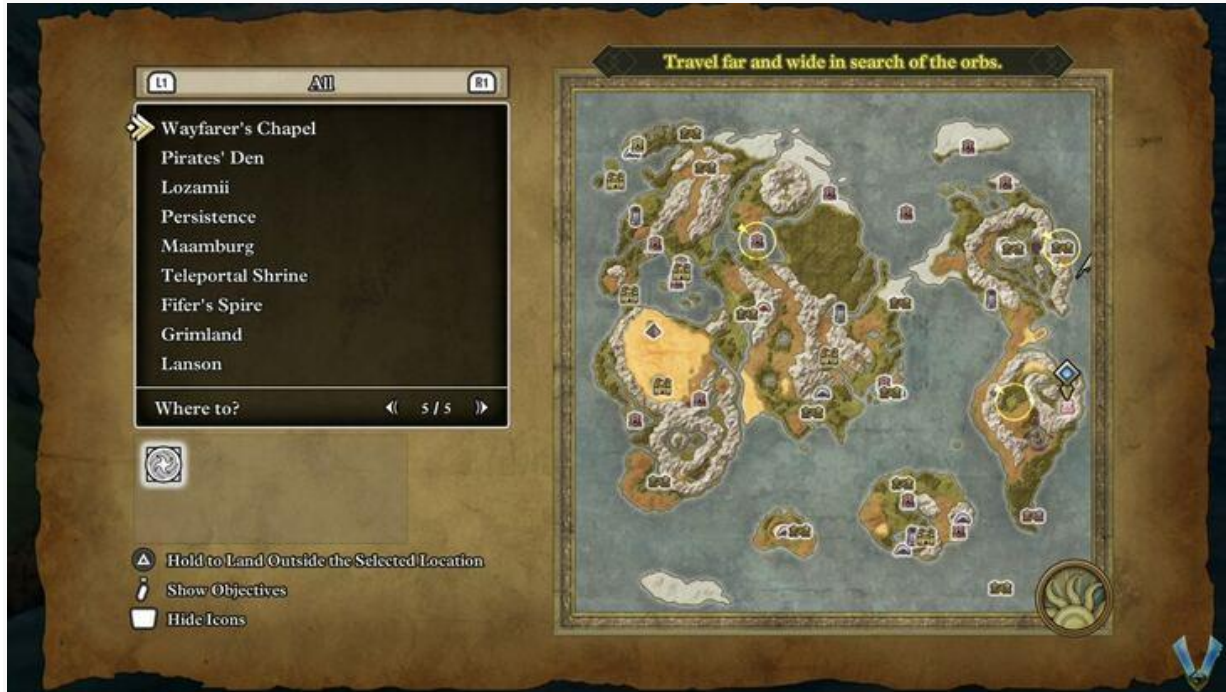 Travel far and wide in search of the orbs.
L1 All R1
Wayfarer's Chapel
Pirates' Den
Lozamii
Persistence
Maamburg
Teleportal Shrine
Fifer's Spire
Grimland
Lanson
Where to? 5/5
Hold to Land Outside the Selected Location
Show Objectives
Hide Icons